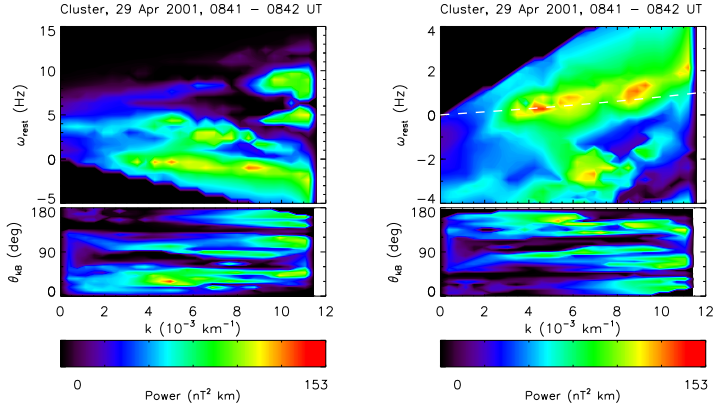 Cluster, 29 Apr 2001, 0841 – 0842 UT
15
10
5
0
−5
ω_rest (Hz)
180
90
0
θ_kB (deg)
0 2 4 6 8 10 12
k (10⁻³ km⁻¹)
0 153
Power (nT² km)
Cluster, 29 Apr 2001, 0841 – 0842 UT
4
2
0
−2
−4
ω_rest (Hz)
180
90
0
θ_kB (deg)
0 2 4 6 8 10 12
k (10⁻³ km⁻¹)
0 153
Power (nT² km)